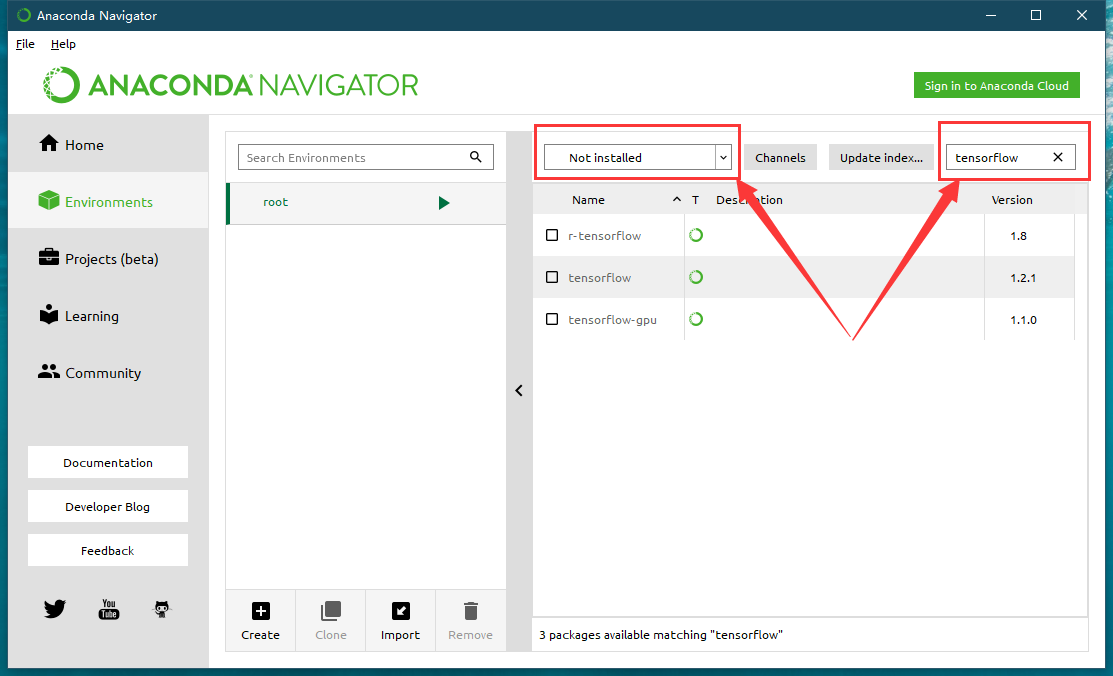 Anaconda Navigator
File Help
ANACONDA NAVIGATOR
Sign in to Anaconda Cloud
Home
Environments
Projects (beta)
Learning
Community
Documentation
Developer Blog
Feedback
You Tube
Search Environments
root
Create Clone Import Remove
Not installed Channels Update index... tensorflow
Name T Description Version
r-tensorflow 1.8
tensorflow 1.2.1
tensorflow-gpu 1.1.0
3 packages available matching "tensorflow"